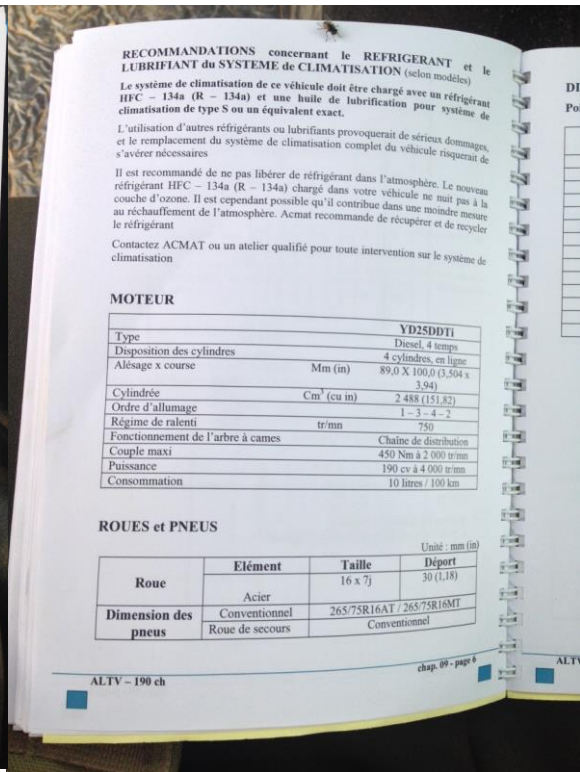 RECOMMANDATIONS concernant le REFRIGERANT et le
LUBRIFIANT du SYSTEME de CLIMATISATION (selon modèles)
Le système de climatisation de ce véhicule doit être chargé avec un réfrigérant
HFC – 134a (R – 134a) et une huile de lubrification pour système de
climatisation de type S ou un équivalent exact.
L'utilisation d'autres réfrigérants ou lubrifiants provoquerait de sérieux dommages,
et le remplacement du système de climatisation complet du véhicule risquerait de
s'avérer nécessaires
Il est recommandé de ne pas libérer de réfrigérant dans l'atmosphère. Le nouveau
réfrigérant HFC – 134a (R – 134a) chargé dans votre véhicule ne nuit pas à la
couche d'ozone. Il est cependant possible qu'il contribue dans une moindre mesure
au réchauffement de l'atmosphère. Acmat recommande de récupérer et de recycler
le réfrigérant
Contactez ACMAT ou un atelier qualifié pour toute intervention sur le système de
climatisation
MOTEUR
YD25DDTi
Type Diesel, 4 temps
Disposition des cylindres 4 cylindres, en ligne
Alésage x course Mm (in) 89,0 X 100,0 (3,504 x
3,94)
Cylindrée Cm³ (cu in) 2 488 (151,82)
Ordre d'allumage 1 – 3 – 4 – 2
Régime de ralenti tr/mn 750
Fonctionnement de l'arbre à cames Chaîne de distribution
Couple maxi 450 Nm à 2 000 tr/mn
Puissance 190 cv à 4 000 tr/mn
Consommation 10 litres / 100 km
ROUES et PNEUS
Unité : mm (in)
Elément Taille Déport
Roue Acier 16 x 7j 30 (1,18)
Dimension des pneus Conventionnel 265/75R16AT / 265/75R16MT
Roue de secours Conventionnel
chap. 09 - page 6
ALTV – 190 ch
DI
Po
ALTV